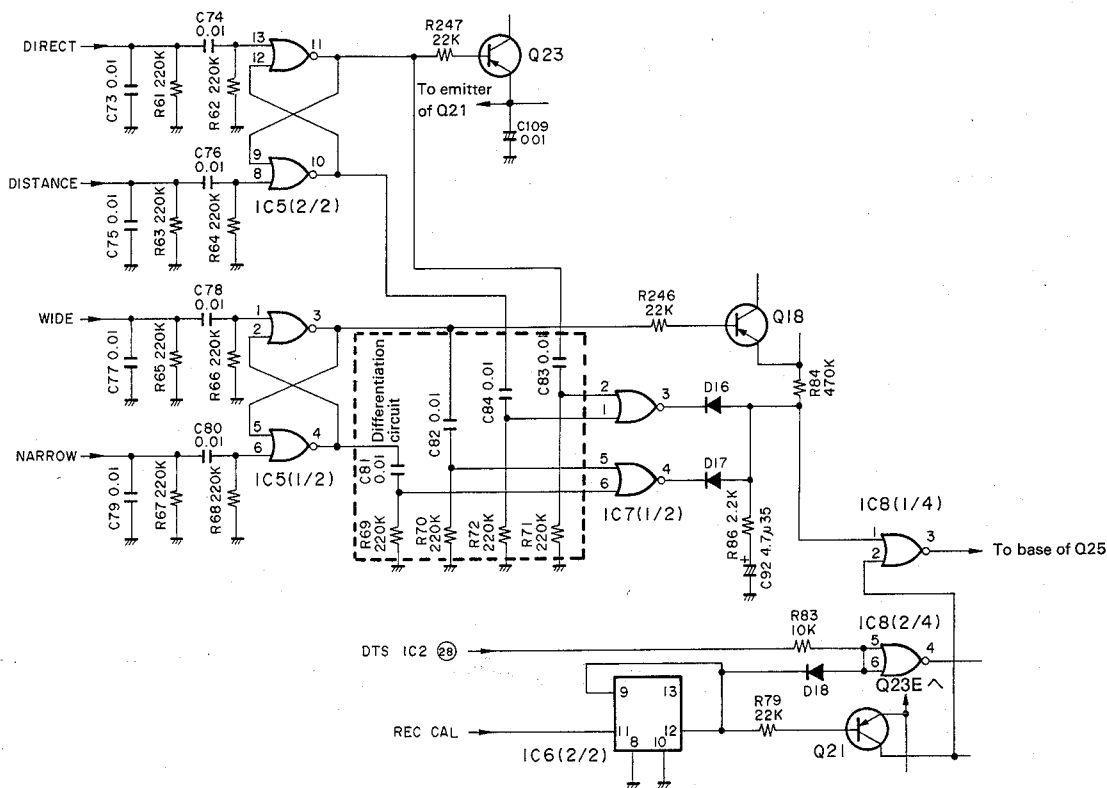 C74
0.01
DIRECT
13
12
11
C73 0.01
R61 220K
R62 220K
R247
22K
Q23
To emitter
of Q21
C109
0.01
C76
0.01
DISTANCE
9
8
10
IC5(2/2)
C75 0.01
R63 220K
R64 220K
C78
0.01
WIDE
1
2
3
C77 0.01
R65 220K
R66 220K
R246
22K
Q18
R84
470K
C80
0.01
NARROW
5
6
4
IC5(1/2)
C79 0.01
R67 220K
R68 220K
Differentiation
circuit
C81
0.01
C82 0.01
C84 0.01
C83 0.01
R69
220K
R70
220K
R72
220K
R71
220K
2
1
3
D16
5
6
4
D17
IC7(1/2)
R86 2.2K
+
C92 4.7μ35
IC8(1/4)
1
2
3
To base of Q25
IC8(2/4)
DTS IC2 ㉘
R83
10K
5
6
4
D18
Q23E ヘ
9
13
11
12
8
10
REC CAL
IC6(2/2)
R79
22K
Q21